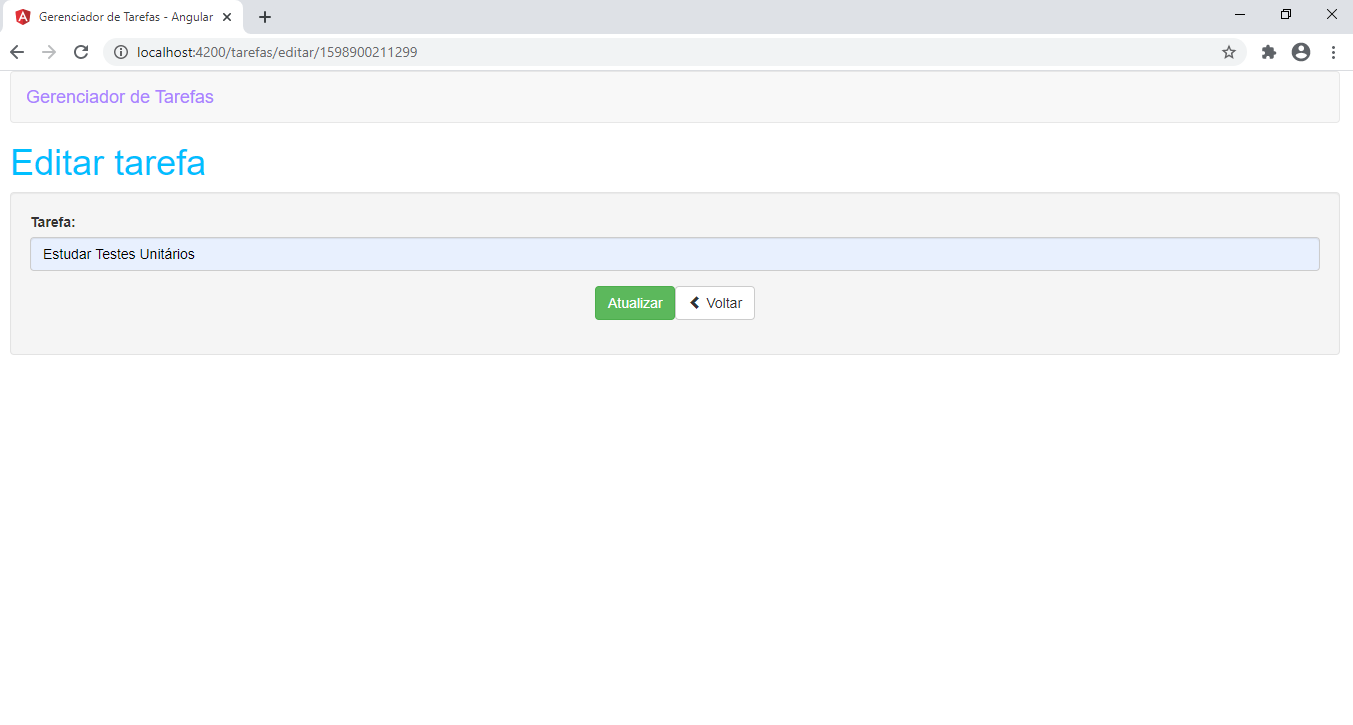 Gerenciador de Tarefas - Angular
localhost:4200/tarefas/editar/1598900211299
Gerenciador de Tarefas
Editar tarefa
Tarefa:
Estudar Testes Unitários
Atualizar Voltar